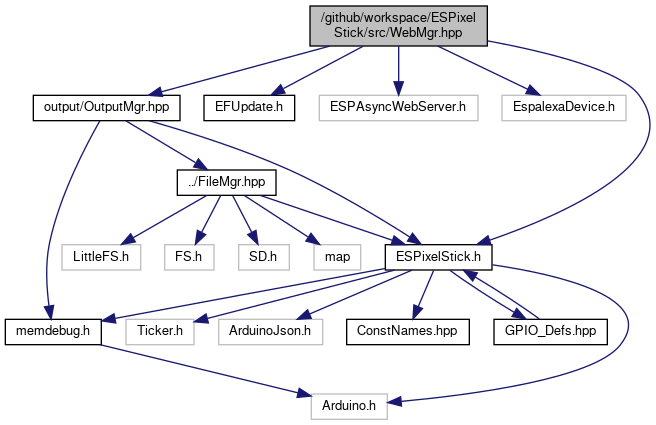 /github/workspace/ESPixel
Stick/src/WebMgr.hpp
output/OutputMgr.hpp
EFUpdate.h
ESPAsyncWebServer.h
EspalexaDevice.h
../FileMgr.hpp
LittleFS.h
FS.h
SD.h
map
ESPixelStick.h
memdebug.h
Ticker.h
ArduinoJson.h
ConstNames.hpp
GPIO_Defs.hpp
Arduino.h